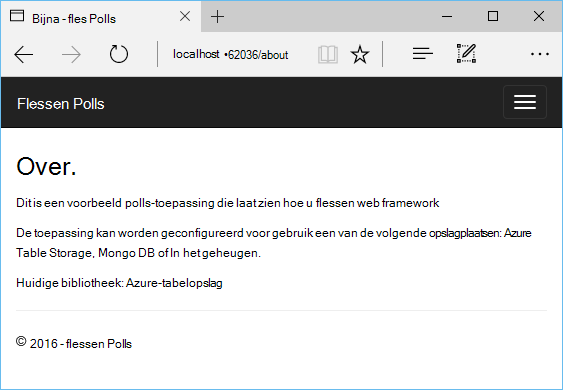 Bijna - fles Polls
localhost •62036/about
Flessen Polls
Over.
Dit is een voorbeeld polls-toepassing die laat zien hoe u flessen web framework
De toepassing kan worden geconfigureerd voor gebruik een van de volgende opslagplaatsen: Azure
Table Storage, Mongo DB of In het geheugen.
Huidige bibliotheek: Azure-tabelopslag
© 2016 - flessen Polls